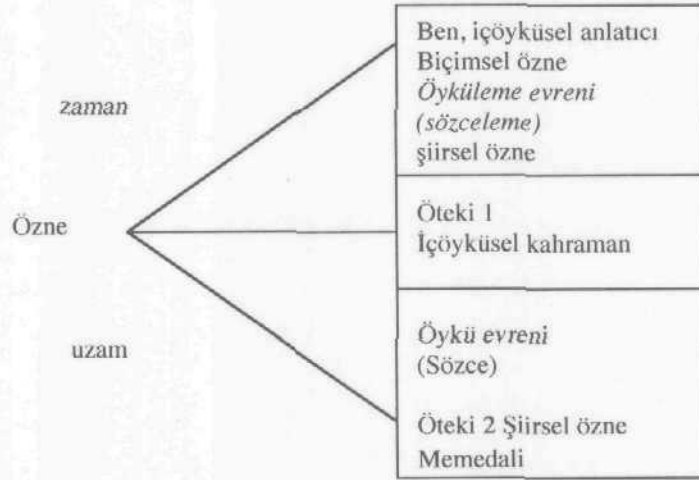 zaman
Özne
uzam
Ben, içöyküsel anlatıcı
Biçimsel özne
Öyküleme evreni
(sözceleme)
şiirsel özne
Öteki 1
İçöyküsel kahraman
Öykü evreni
(Sözce)
Öteki 2 Şiirsel özne
Memedali